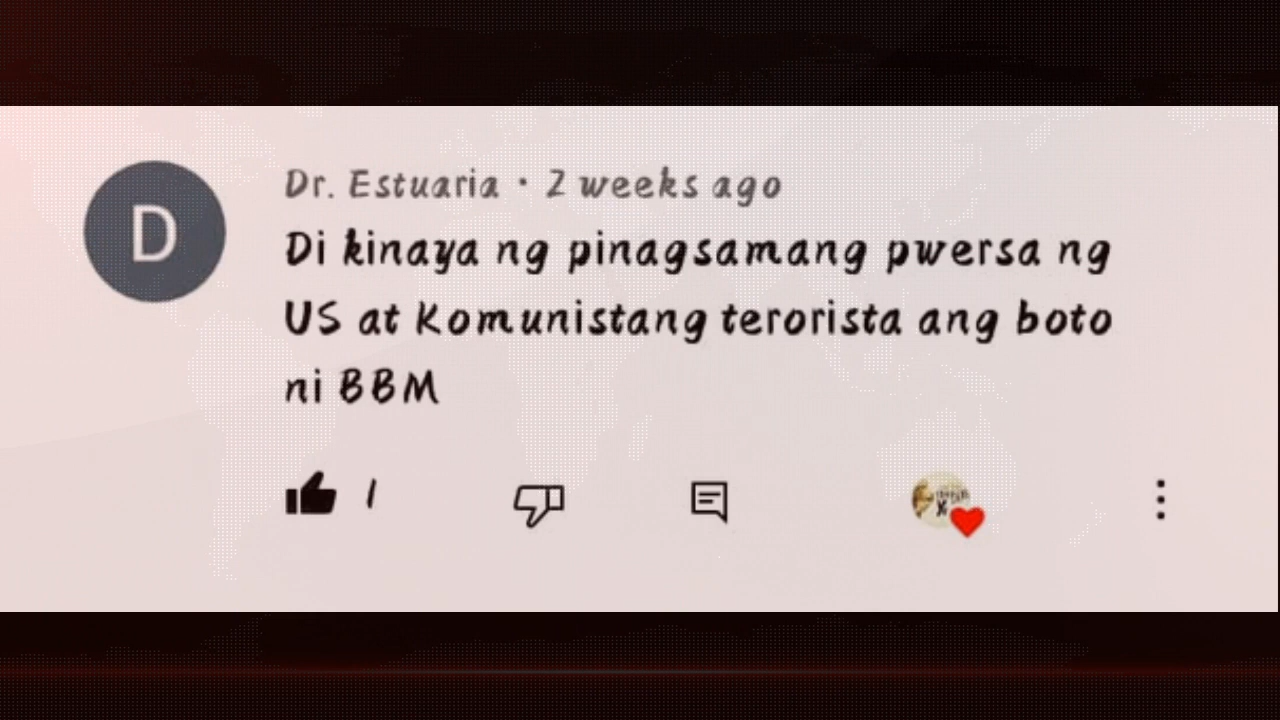 D
Dr. Estuaria · 2 weeks ago
Di kinaya ng pinagsamang pwersa ng
US at Komunistang terorista ang boto
ni BBM
1